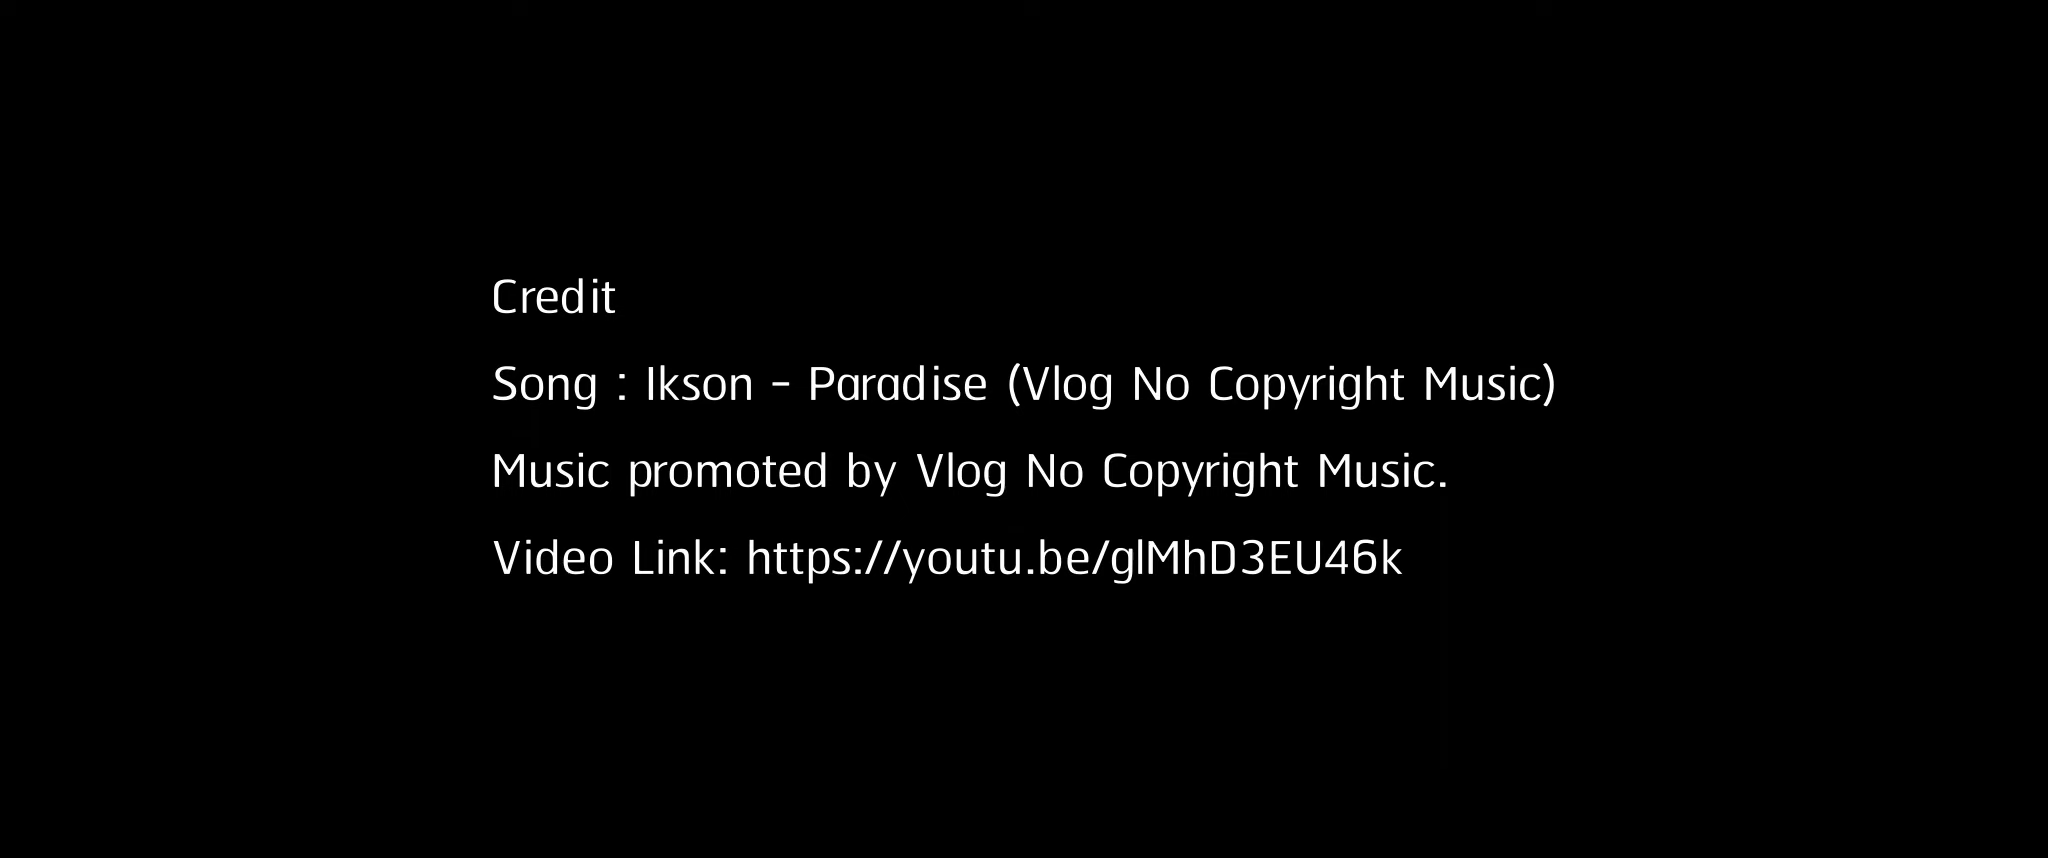 Credit
Song : Ikson - Paradise (Vlog No Copyright Music)
Music promoted by Vlog No Copyright Music.
Video Link: https://youtu.be/glMhD3EU46k